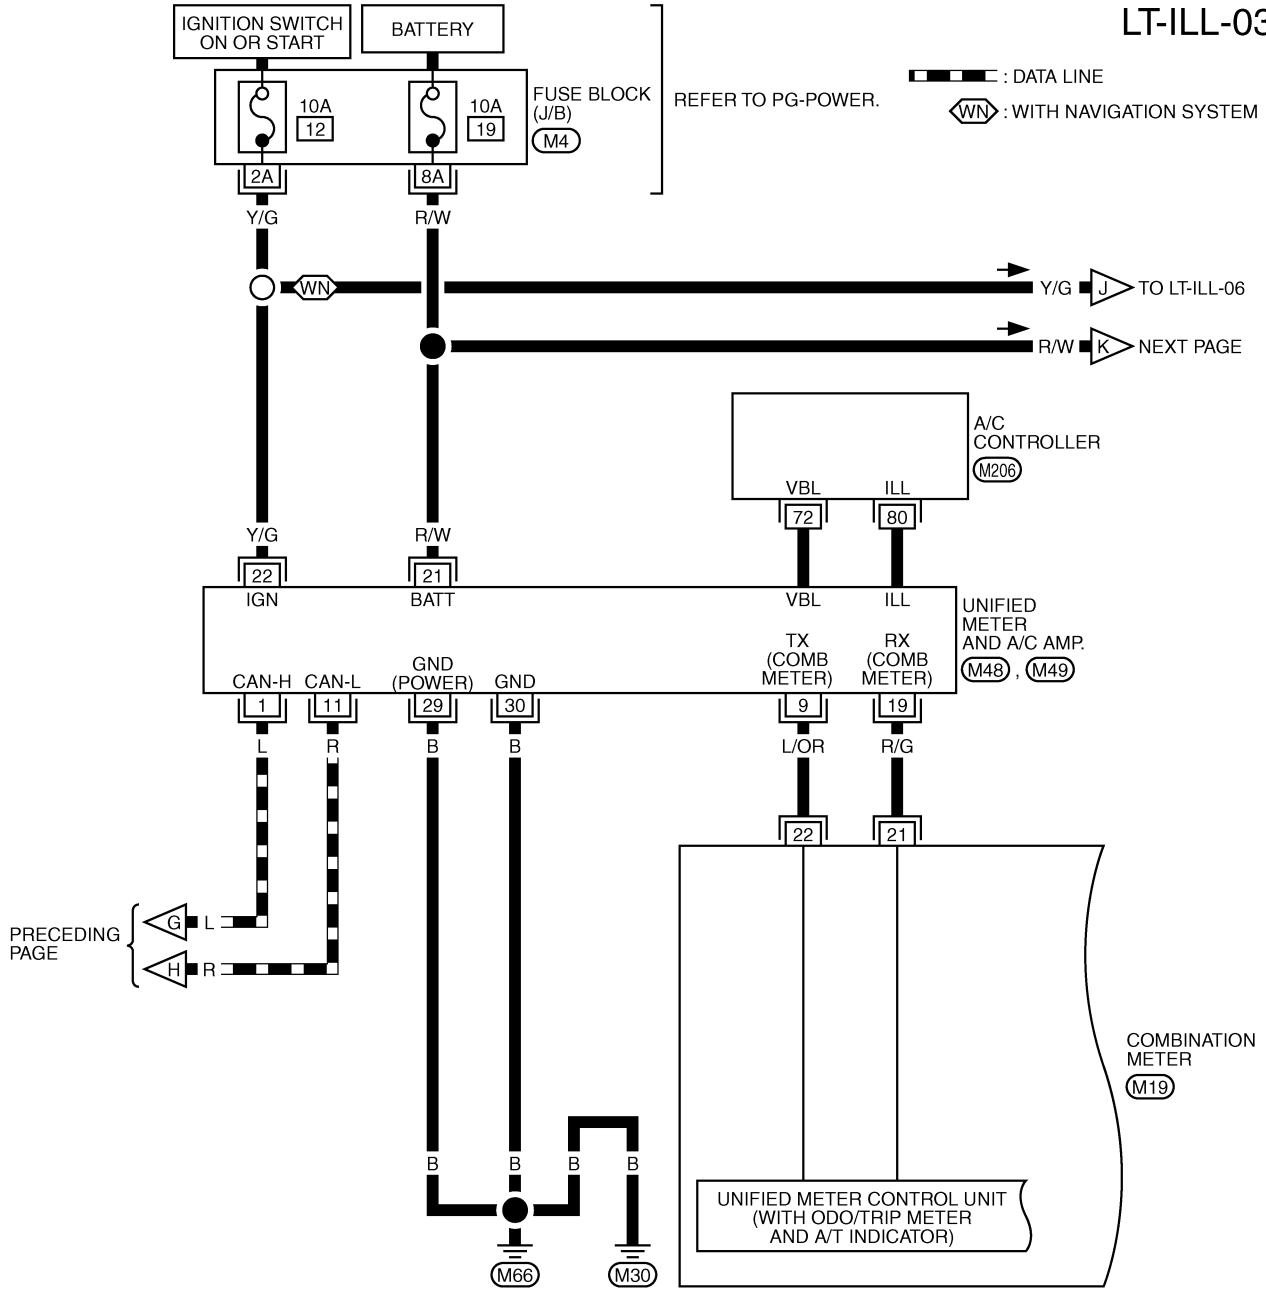 LT-ILL-03
IGNITION SWITCH
ON OR START
BATTERY
: DATA LINE
WN : WITH NAVIGATION SYSTEM
10A
12
10A
19
FUSE BLOCK
(J/B)
M4
REFER TO PG-POWER.
2A
8A
Y/G
R/W
WN
Y/G
J
TO LT-ILL-06
R/W
K
NEXT PAGE
A/C
CONTROLLER
M206
VBL
ILL
72
80
Y/G
R/W
22
21
IGN
BATT
VBL
ILL
UNIFIED
METER
AND A/C AMP.
M48 , M49
TX
(COMB
METER)
RX
(COMB
METER)
CAN-H
CAN-L
GND
(POWER)
GND
1
11
29
30
9
19
L
R
B
B
L/OR
R/G
22
21
PRECEDING
PAGE
G
L
H
R
COMBINATION
METER
M19
B
B
B
B
UNIFIED METER CONTROL UNIT
(WITH ODO/TRIP METER
AND A/T INDICATOR)
M66
M30